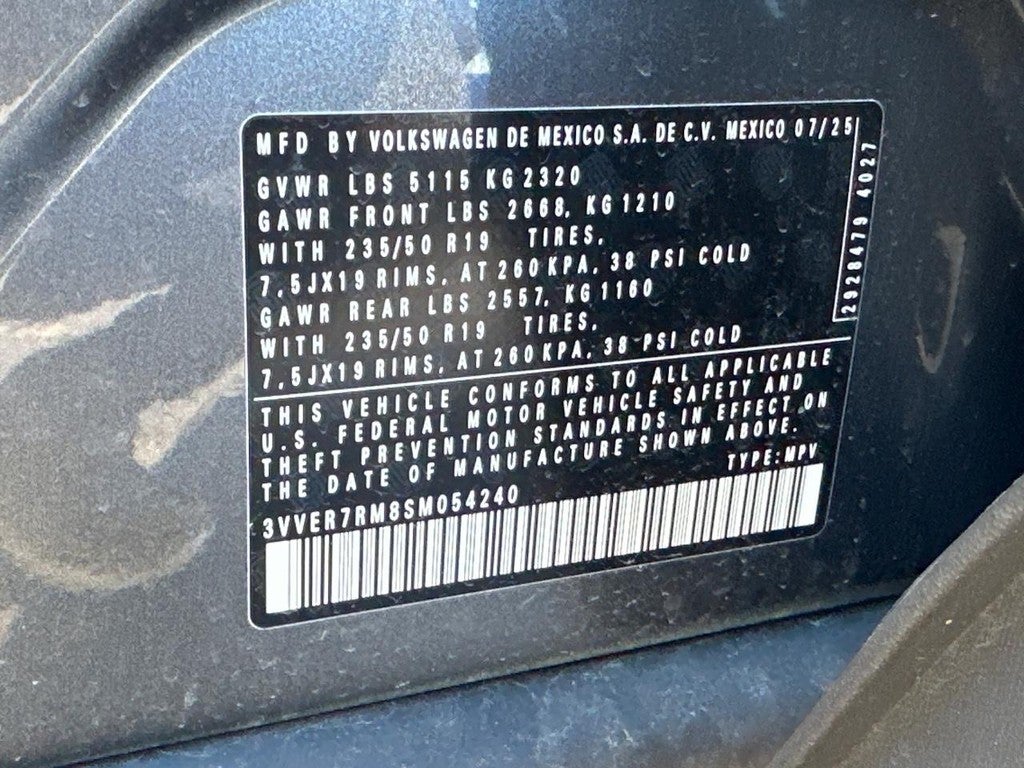 MFD BY VOLKSWAGEN DE MEXICO S.A. DE C.V. MEXICO 07/25
GVWR LBS 5115 KG 2320
GAWR FRONT LBS 2668, KG 1210
WITH 235/50 R19 TIRES,
7,5JX19 RIMS, AT 260 KPA, 38 PSI COLD
GAWR REAR LBS 2557, KG 1160
WITH 235/50 R19 TIRES,
7,5JX19 RIMS, AT 260 KPA, 38 PSI COLD
2928479 4027
THIS VEHICLE CONFORMS TO ALL APPLICABLE
U.S. FEDERAL MOTOR VEHICLE SAFETY AND
THEFT PREVENTION STANDARDS IN EFFECT ON
THE DATE OF MANUFACTURE SHOWN ABOVE.
TYPE: MPV
3VVER7RM8SM054240